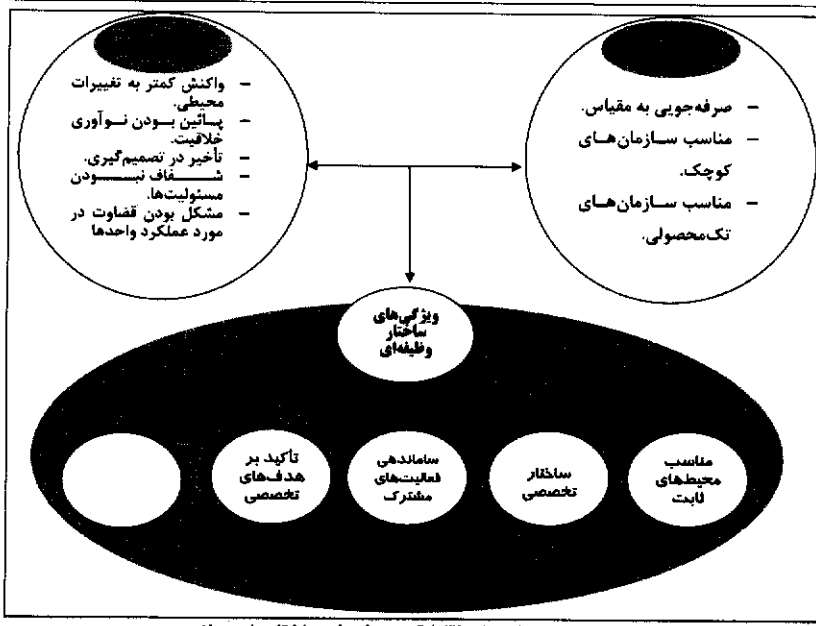 صرفه‌جویی به مقیاس.
مناسب سازمان‌های
کوچک.
مناسب سازمان‌های
تک‌محصولی.
واکنش کمتر به تغییرات
محیطی.
پائین بودن نوآوری
خلاقیت.
تأخیر در تصمیم‌گیری.
شفاف نبودن
مسئولیت‌ها.
مشکل بودن قضاوت در
مورد عملکرد واحدها
ویژگی‌های
ساختار
وظیفه‌ای
مناسب
محیط‌های
ثابت
ساختار
تخصصی
ساماندهی
فعالیت‌های
مشترک
تأکید بر
هدف‌های
تخصصی